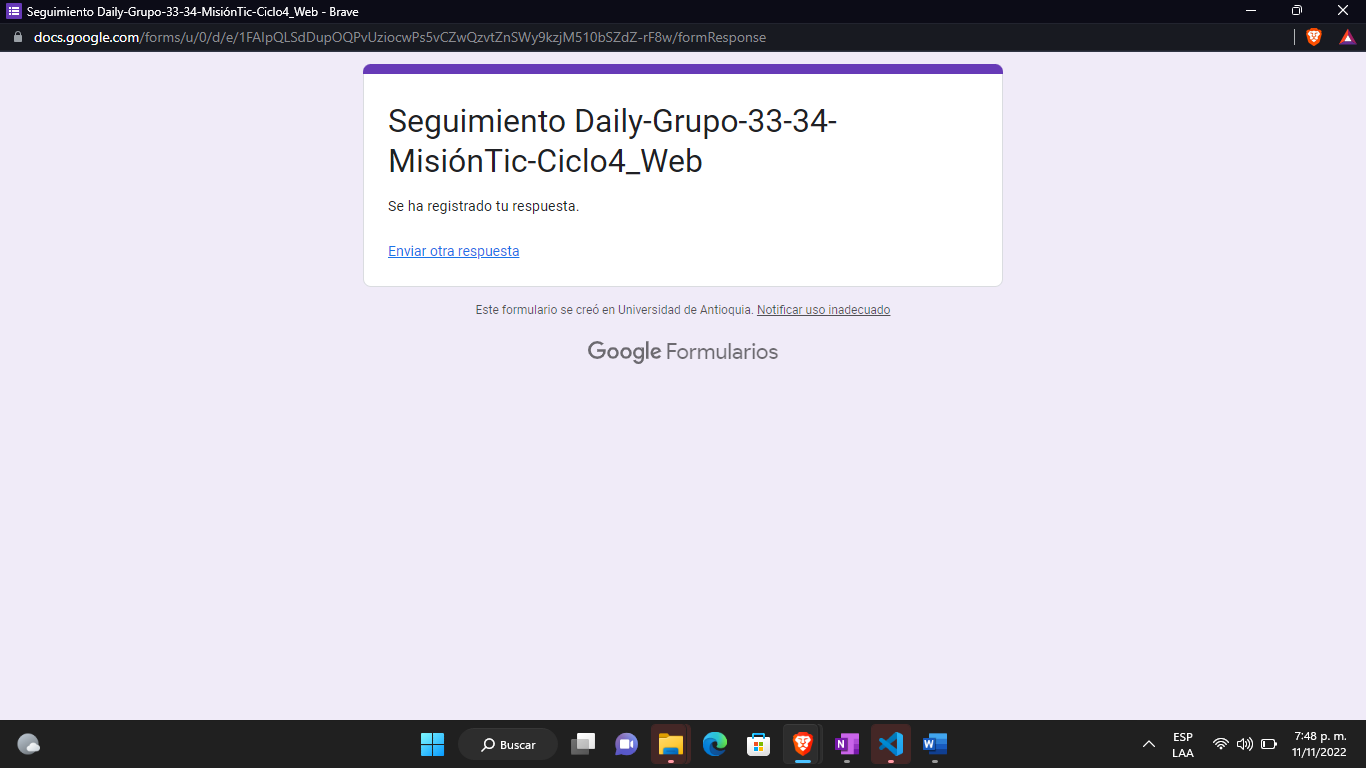 Seguimiento Daily-Grupo-33-34-MisiónTic-Ciclo4_Web - Brave
docs.google.com/forms/u/0/d/e/1FAIpQLSdDupOQPvUziocwPs5vCZwQzvtZnSWy9kzjM510bSZdZ-rF8w/formResponse
Seguimiento Daily-Grupo-33-34-
MisiónTic-Ciclo4_Web
Se ha registrado tu respuesta.
Enviar otra respuesta
Este formulario se creó en Universidad de Antioquia. Notificar uso inadecuado
Google Formularios
Buscar
ESP
LAA
7:48 p. m.
11/11/2022